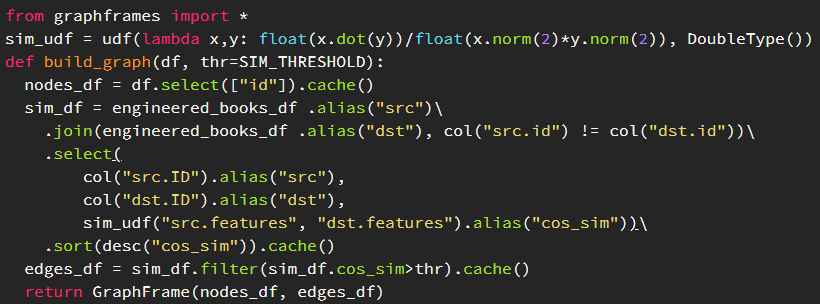 from graphframes import *
sim_udf = udf(lambda x,y: float(x.dot(y))/float(x.norm(2)*y.norm(2)), DoubleType())
def build_graph(df, thr=SIM_THRESHOLD):
  nodes_df = df.select(["id"]).cache()
  sim_df = engineered_books_df .alias("src")\
    .join(engineered_books_df .alias("dst"), col("src.id") != col("dst.id"))\
    .select(
        col("src.ID").alias("src"),
        col("dst.ID").alias("dst"),
        sim_udf("src.features", "dst.features").alias("cos_sim"))\
    .sort(desc("cos_sim")).cache()
  edges_df = sim_df.filter(sim_df.cos_sim>thr).cache()
  return GraphFrame(nodes_df, edges_df)